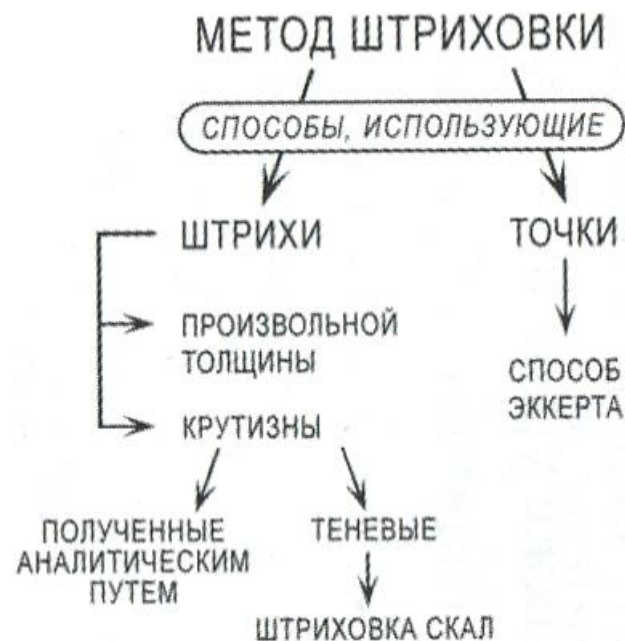 МЕТОД ШТРИХОВКИ
СПОСОБЫ, ИСПОЛЬЗУЮЩИЕ
ШТРИХИ
ТОЧКИ
ПРОИЗВОЛЬНОЙ
ТОЛЩИНЫ
СПОСОБ
ЭККЕРТА
КРУТИЗНЫ
ПОЛУЧЕННЫЕ
АНАЛИТИЧЕСКИМ
ПУТЕМ
ТЕНЕВЫЕ
ШТРИХОВКА СКАЛ